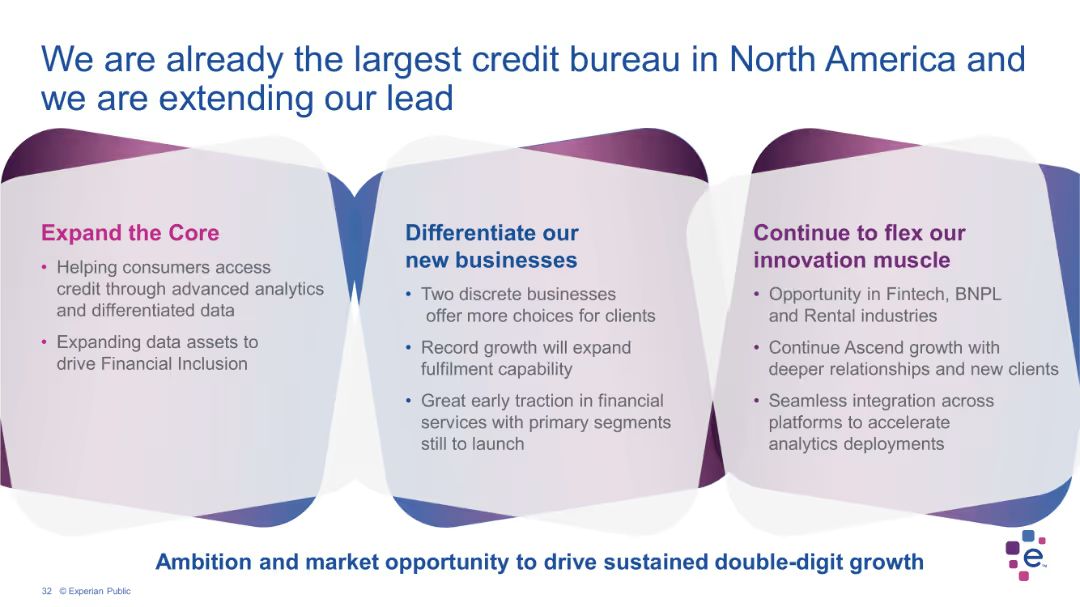 We are already the largest credit bureau in North America and
we are extending our lead
Expand the Core
• Helping consumers access
credit through advanced analytics
and differentiated data
• Expanding data assets to
drive Financial Inclusion
Differentiate our
new businesses
• Two discrete businesses
offer more choices for clients
• Record growth will expand
fulfilment capability
• Great early traction in financial
services with primary segments
still to launch
Continue to flex our
innovation muscle
• Opportunity in Fintech, BNPL
and Rental industries
• Continue Ascend growth with
deeper relationships and new clients
• Seamless integration across
platforms to accelerate
analytics deployments
Ambition and market opportunity to drive sustained double-digit growth
e™
32 © Experian Public